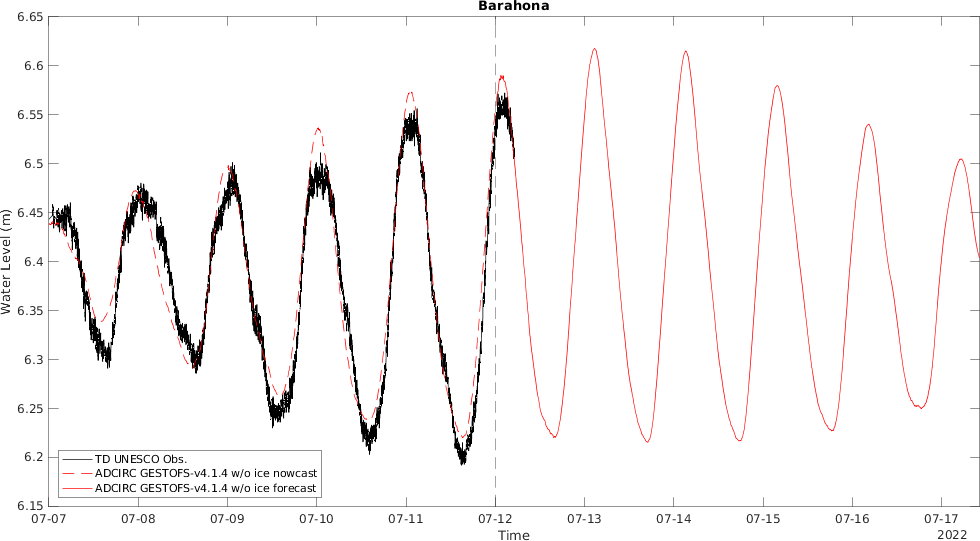 Barahona
6.65
6.6
6.55
6.5
6.45
6.4
6.35
6.3
6.25
6.2
6.15
Water Level (m)
TD UNESCO Obs.
ADCIRC GESTOFS-v4.1.4 w/o ice nowcast
ADCIRC GESTOFS-v4.1.4 w/o ice forecast
07-07 07-08 07-09 07-10 07-11 07-12 07-13 07-14 07-15 07-16 07-17
Time
2022